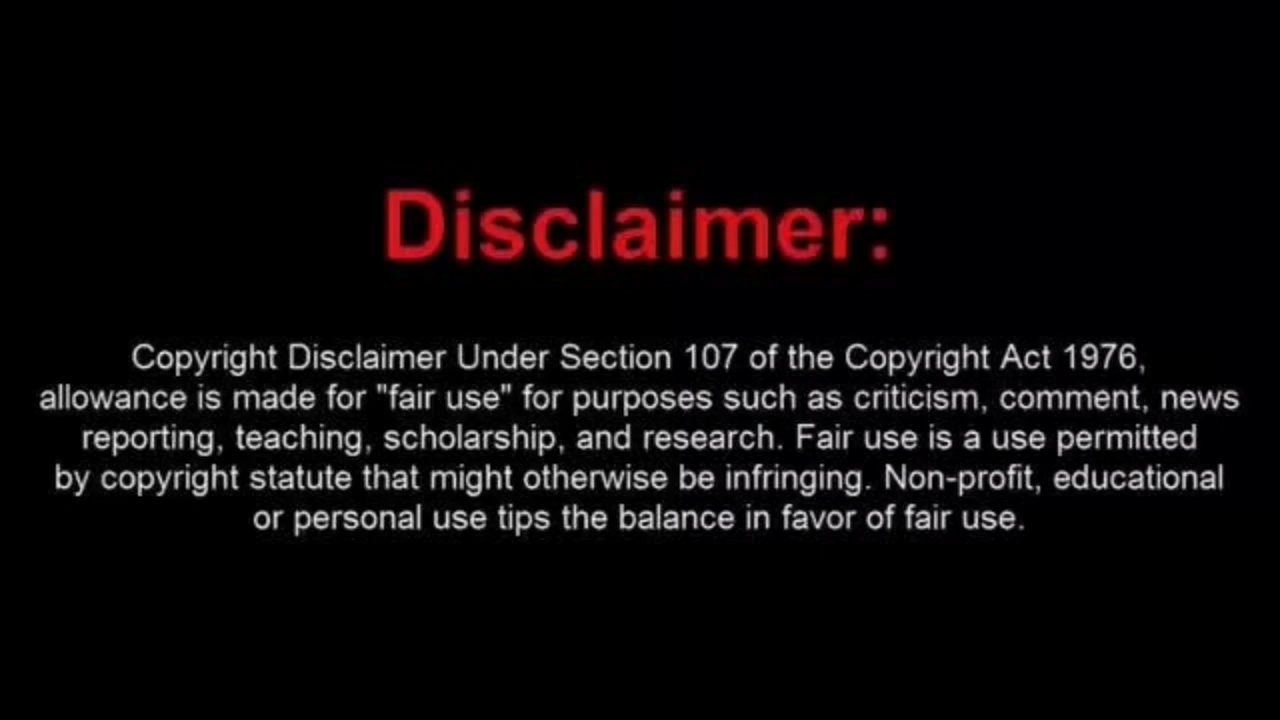 Disclaimer:
Copyright Disclaimer Under Section 107 of the Copyright Act 1976,
allowance is made for "fair use" for purposes such as criticism, comment, news
reporting, teaching, scholarship, and research. Fair use is a use permitted
by copyright statute that might otherwise be infringing. Non-profit, educational
or personal use tips the balance in favor of fair use.